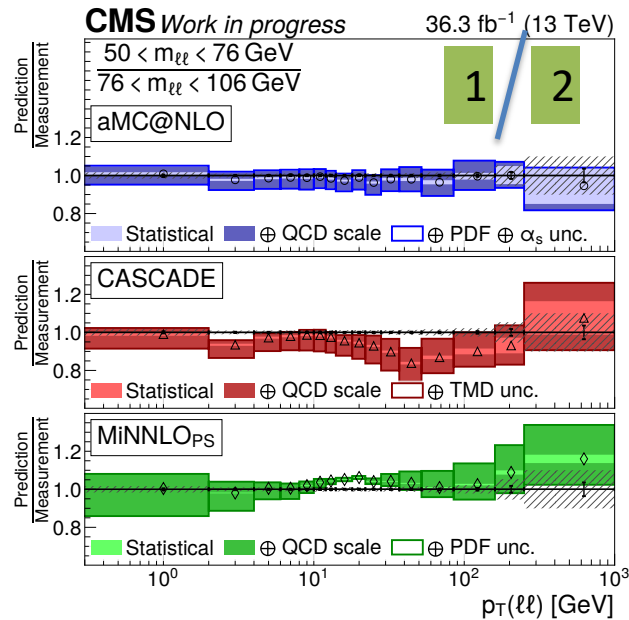 CMS Work in progress 36.3 fb⁻¹ (13 TeV)
50 < mℓℓ < 76 GeV
76 < mℓℓ < 106 GeV
1 / 2
Prediction
Measurement
aMC@NLO
1.2
1.0
0.8
Statistical ⊕ QCD scale ⊕ PDF ⊕ αs unc.
Prediction
Measurement
CASCADE
1.2
1.0
0.8
Statistical ⊕ QCD scale ⊕ TMD unc.
Prediction
Measurement
MiNNLOPS
1.2
1.0
0.8
Statistical ⊕ QCD scale ⊕ PDF unc.
10⁰ 10¹ 10² 10³
pT(ℓℓ) [GeV]